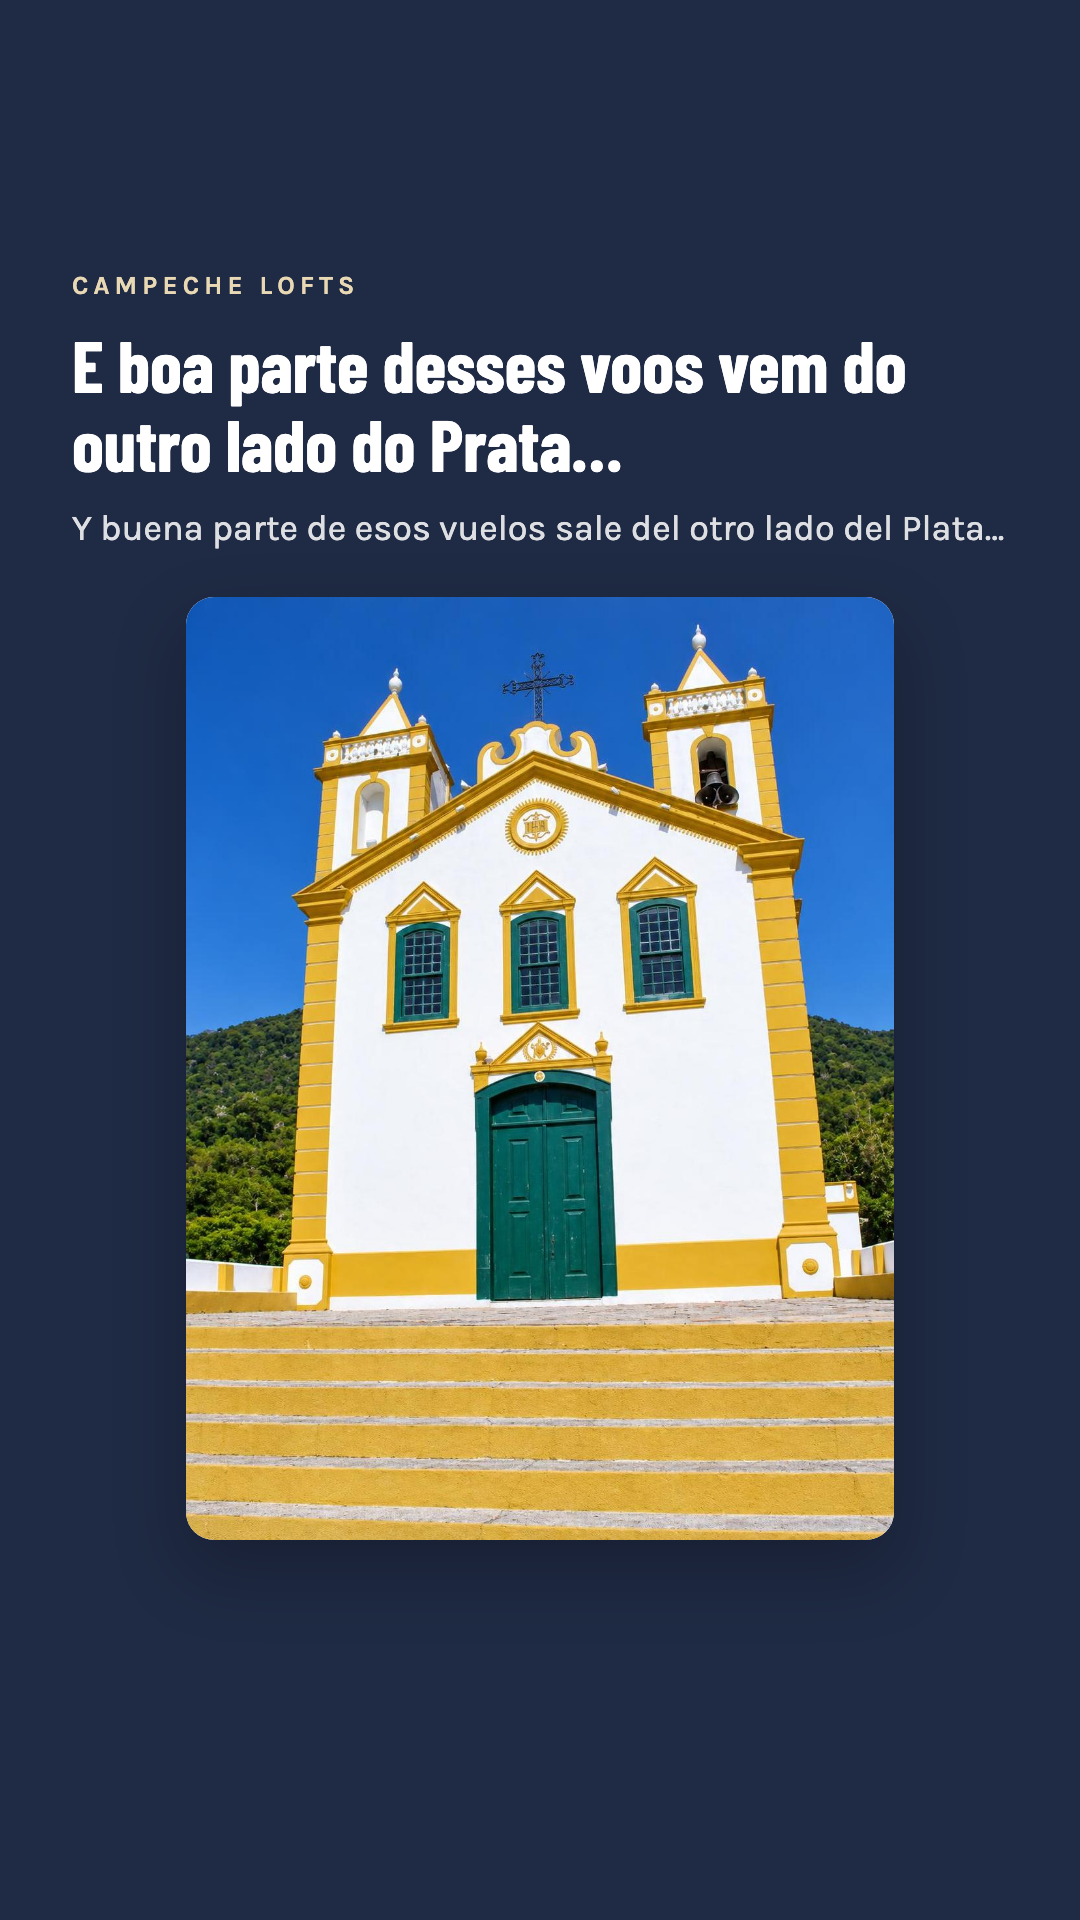 CAMPECHE LOFTS
E boa parte desses voos vem do
outro lado do Prata...
Y buena parte de esos vuelos sale del otro lado del Plata...